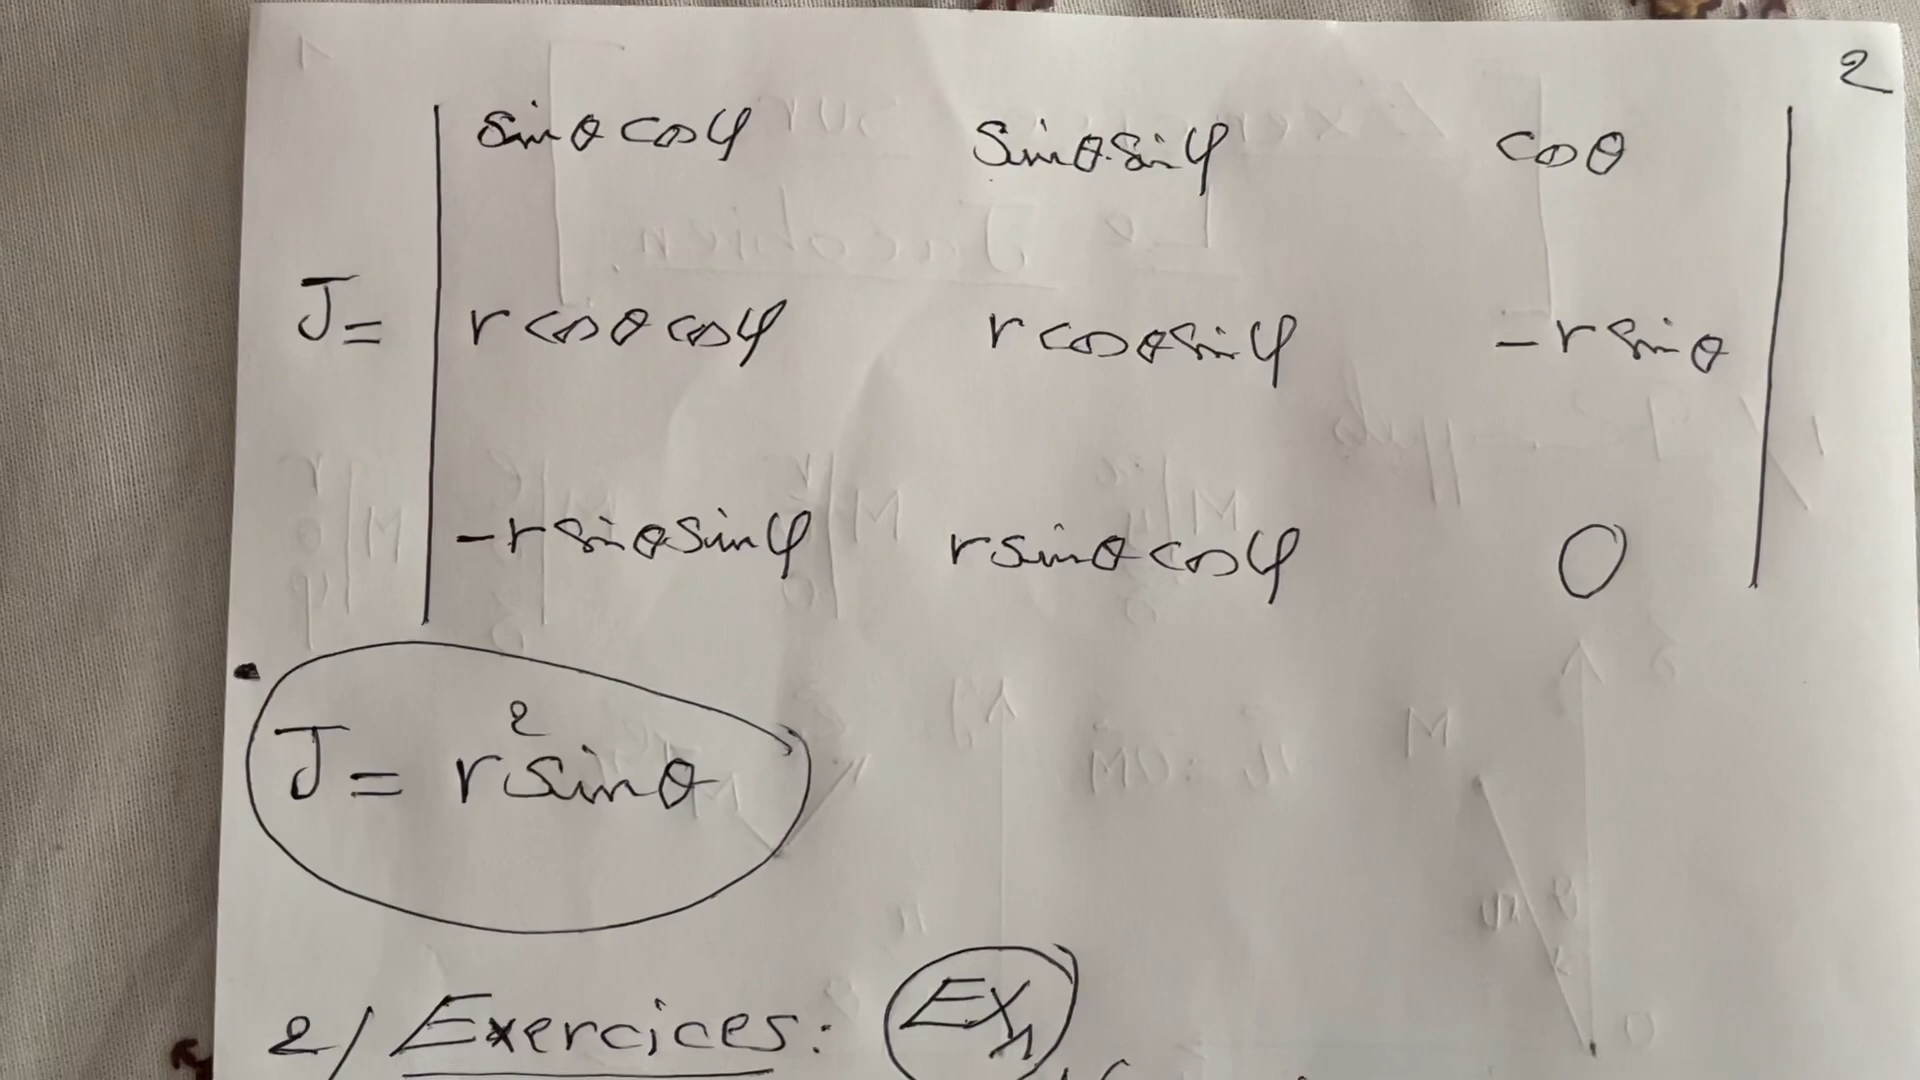 2
sinθ cosφ sinθ sinφ cosθ
J= r cosθ cosφ r cosθ sinφ -r sinθ
-r sinθ sinφ r sinθ cosφ 0
J= r² sinθ
2/ Exercices: Ex1